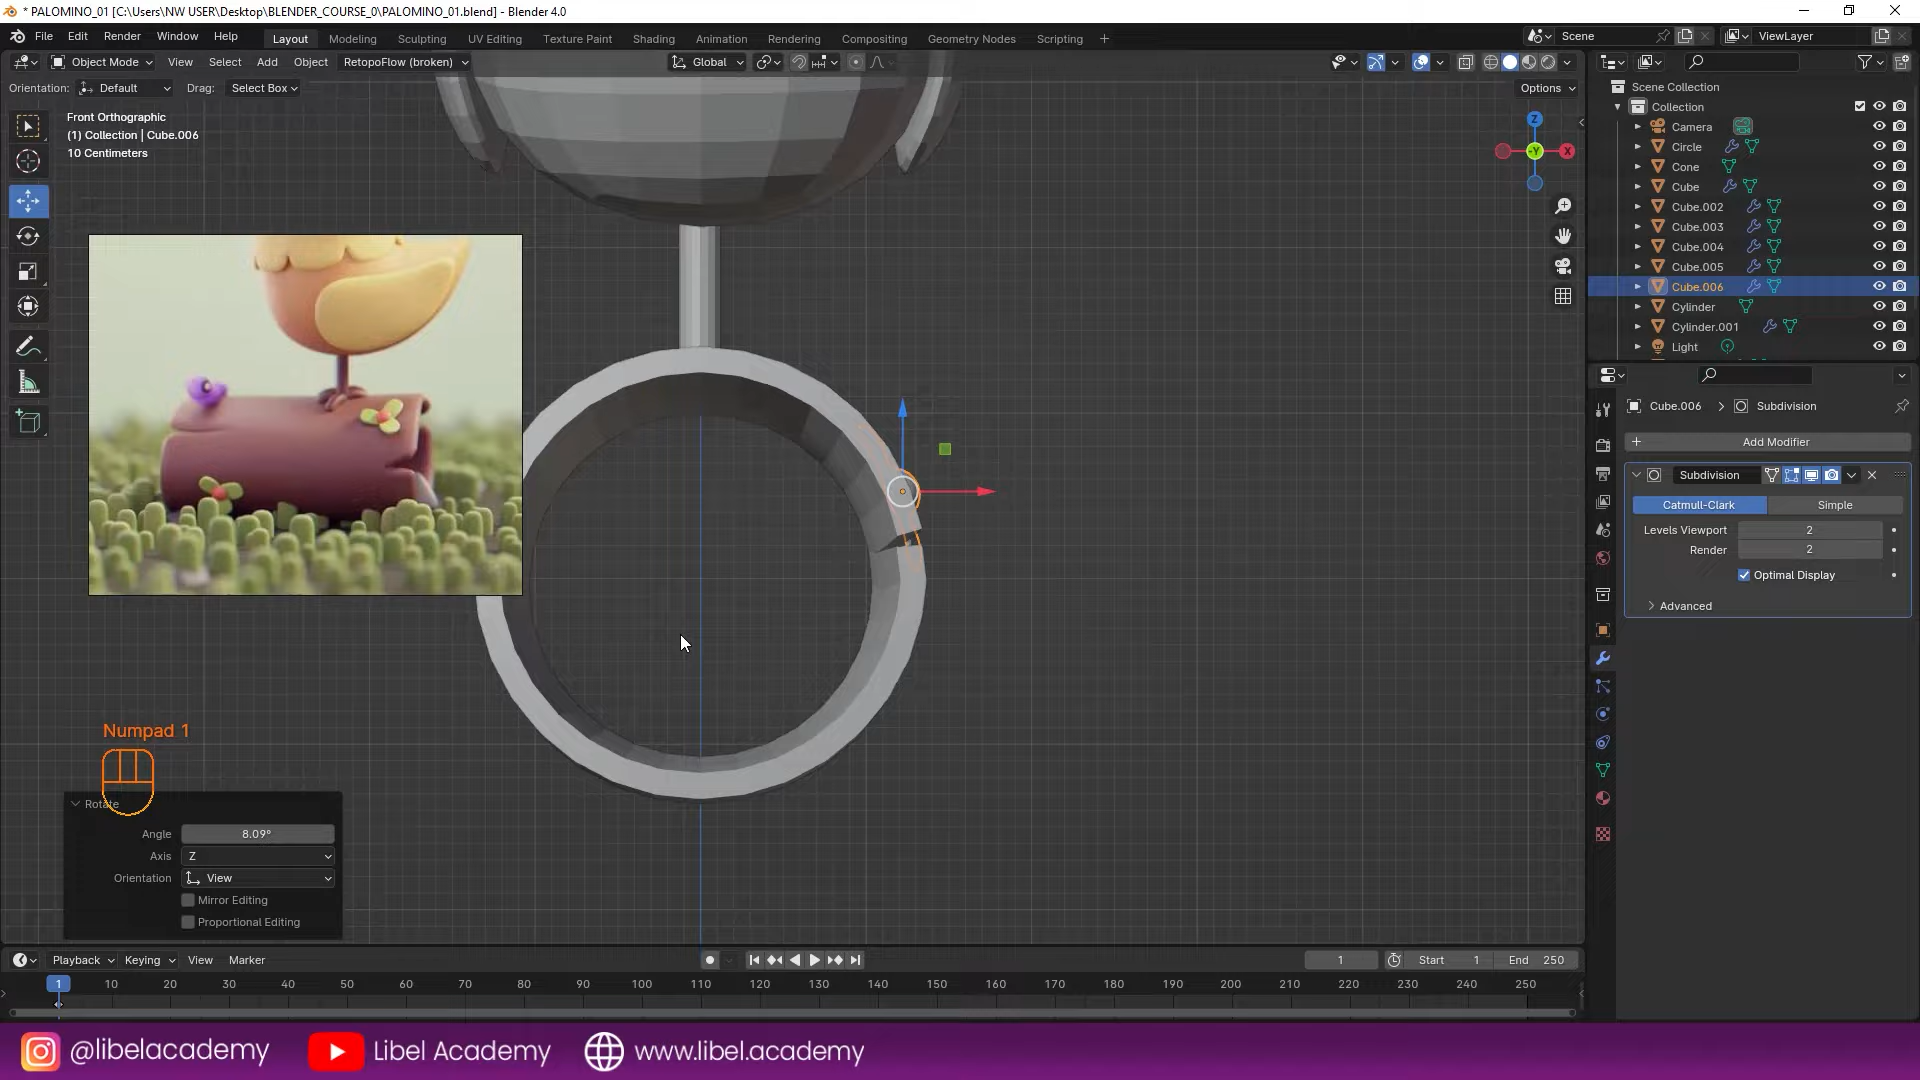 * PALOMINO_01 [C:\Users\NW USER\Desktop\BLENDER_COURSE_0\PALOMINO_01.blend] - Blender 4.0
File Edit Render Window Help Layout Modeling Sculpting UV Editing Texture Paint Shading Animation Rendering Compositing Geometry Nodes Scripting + Scene ViewLayer
Object Mode View Select Add Object RetopoFlow (broken) Global
Orientation: Default Drag: Select Box Options
Front Orthographic
(1) Collection | Cube.006
10 Centimeters
Z
-Y
X
Scene Collection
Collection
Camera
Circle
Cone
Cube
Cube.002
Cube.003
Cube.004
Cube.005
Cube.006
Cylinder
Cylinder.001
Light
Cube.006 > Subdivision
+ Add Modifier
Subdivision
Catmull-Clark Simple
Levels Viewport 2
Render 2
Optimal Display
Advanced
Numpad 1
Rotate
Angle 8.09°
Axis Z
Orientation View
Mirror Editing
Proportional Editing
Playback Keying View Marker 1 Start 1 End 250
1 10 20 30 40 50 60 70 80 90 100 110 120 130 140 150 160 170 180 190 200 210 220 230 240 250
@libelacademy Libel Academy www.libel.academy